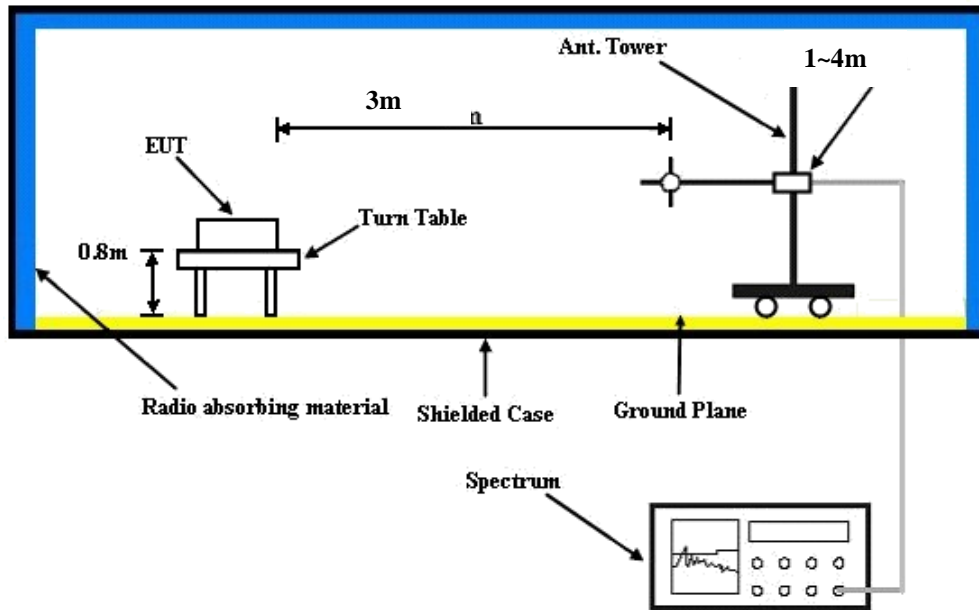 Ant. Tower
1~4m
3m
n
EUT
Turn Table
0.8m
Radio absorbing material
Shielded Case
Ground Plane
Spectrum